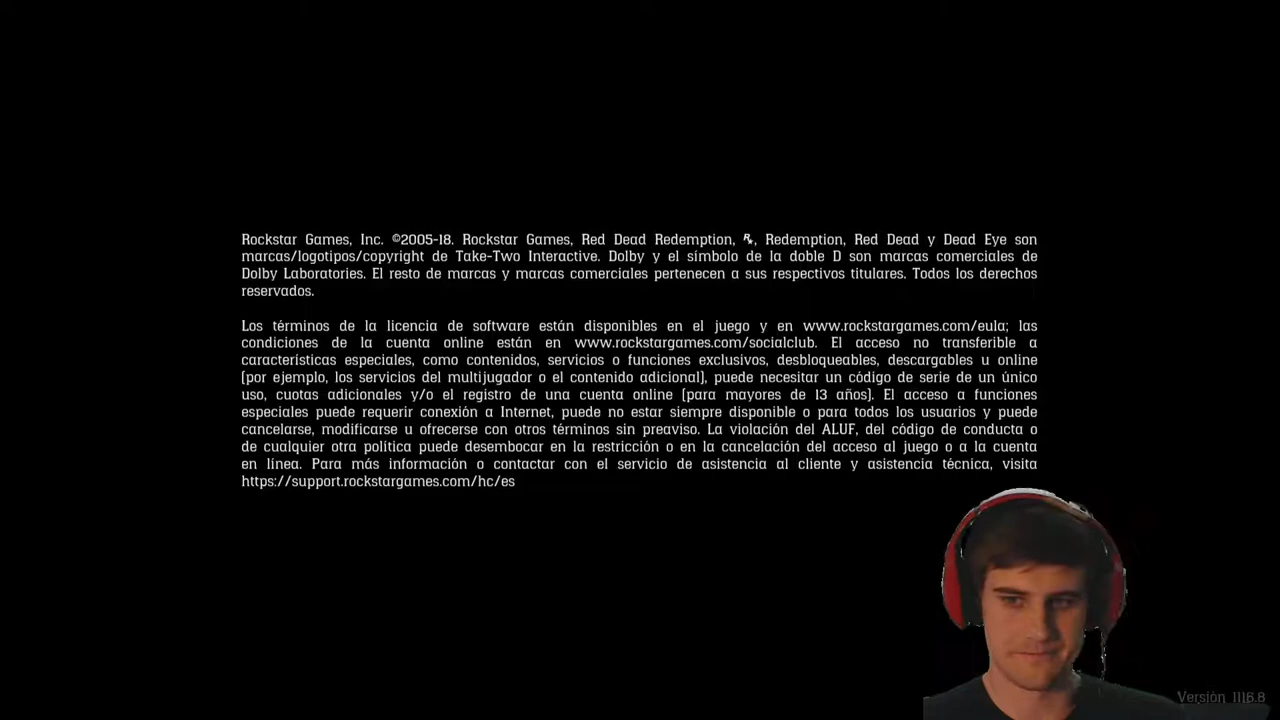 Rockstar Games, Inc. ©2005-18. Rockstar Games, Red Dead Redemption, R★, Redemption, Red Dead y Dead Eye son
marcas/logotipos/copyright de Take-Two Interactive. Dolby y el símbolo de la doble D son marcas comerciales de
Dolby Laboratories. El resto de marcas y marcas comerciales pertenecen a sus respectivos titulares. Todos los derechos
reservados.
Los términos de la licencia de software están disponibles en el juego y en www.rockstargames.com/eula; las
condiciones de la cuenta online están en www.rockstargames.com/socialclub. El acceso no transferible a
características especiales, como contenidos, servicios o funciones exclusivos, desbloqueables, descargables u online
(por ejemplo, los servicios del multijugador o el contenido adicional), puede necesitar un código de serie de un único
uso, cuotas adicionales y/o el registro de una cuenta online (para mayores de 13 años). El acceso a funciones
especiales puede requerir conexión a Internet, puede no estar siempre disponible o para todos los usuarios y puede
cancelarse, modificarse u ofrecerse con otros términos sin preaviso. La violación del ALUF, del código de conducta o
de cualquier otra política puede desembocar en la restricción o en la cancelación del acceso al juego o a la cuenta
en línea. Para más información o contactar con el servicio de asistencia al cliente y asistencia técnica, visita
https://support.rockstargames.com/hc/es
Versión 1116.8